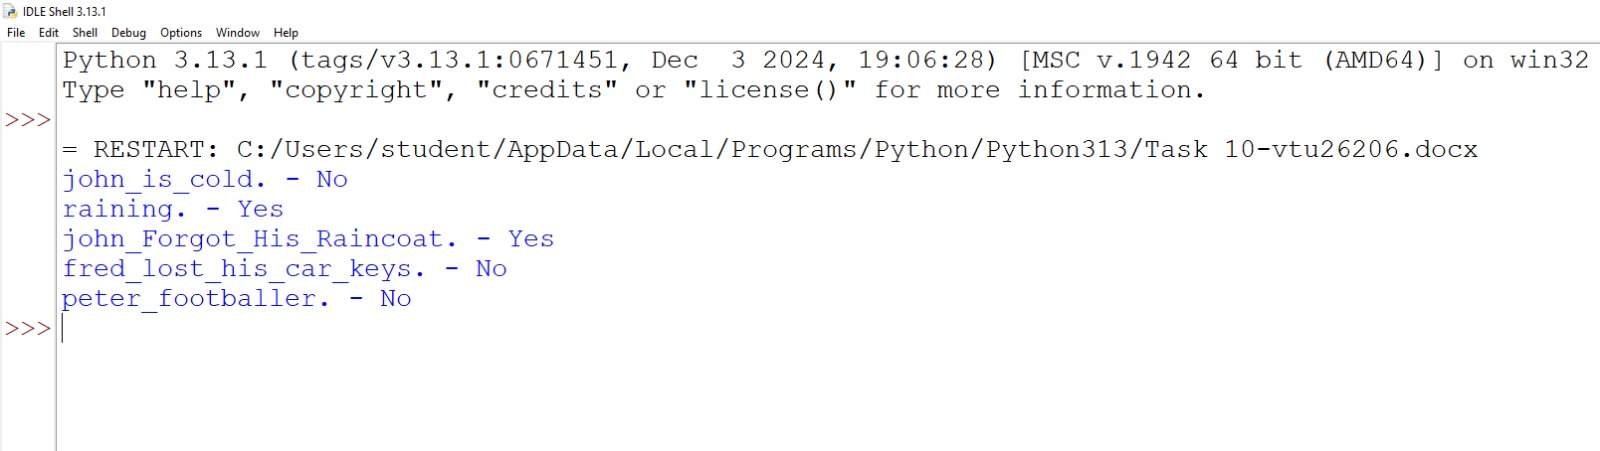 IDLE Shell 3.13.1
File Edit Shell Debug Options Window Help
Python 3.13.1 (tags/v3.13.1:0671451, Dec  3 2024, 19:06:28) [MSC v.1942 64 bit (AMD64)] on win32
Type "help", "copyright", "credits" or "license()" for more information.
>>>
= RESTART: C:/Users/student/AppData/Local/Programs/Python/Python313/Task 10-vtu26206.docx
john_is_cold. - No
raining. - Yes
john_Forgot_His_Raincoat. - Yes
fred_lost_his_car_keys. - No
peter_footballer. - No
>>>